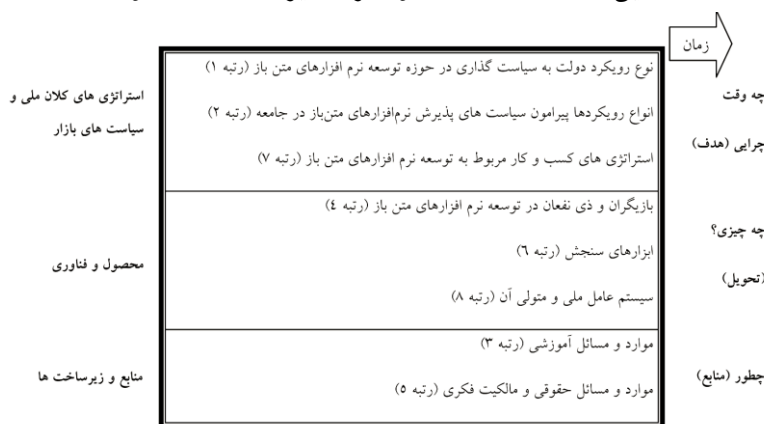 زمان
چه وقت
چرایی (هدف)
نوع رویکرد دولت به سیاست گذاری در حوزه توسعه نرم افزارهای متن باز (رتبه ۱)
انواع رویکردها پیرامون سیاست های پذیرش نرم‌افزارهای متن‌باز در جامعه (رتبه ۲)
استراتژی های کسب و کار مربوط به توسعه نرم افزارهای متن باز (رتبه ۷)
استراتژی های کلان ملی و
سیاست های بازار
چه چیزی؟
(تحویل)
بازیگران و ذی نفعان در توسعه نرم افزارهای متن باز (رتبه ٤)
ابزارهای سنجش (رتبه ٦)
سیستم عامل ملی و متولی آن (رتبه ۸)
محصول و فناوری
چطور (منابع)
موارد و مسائل آموزشی (رتبه ۳)
موارد و مسائل حقوقی و مالکیت فکری (رتبه ٥)
منابع و زیرساخت ها